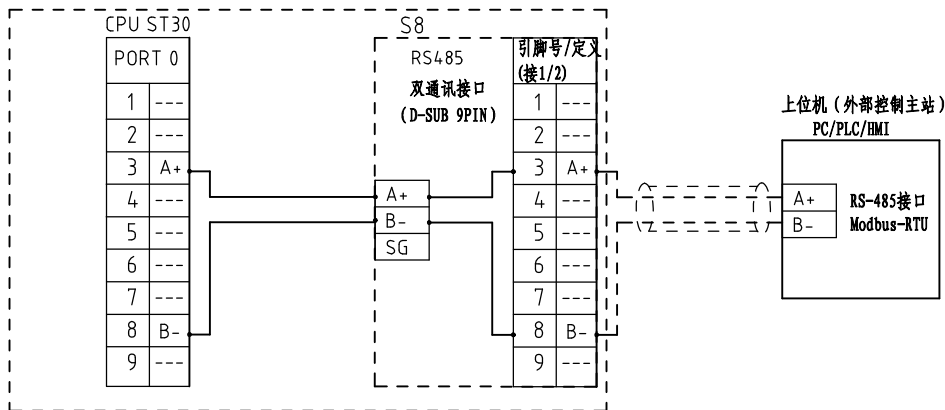 CPU ST30
PORT 0
1 ---
2 ---
3 A+
4 ---
5 ---
6 ---
7 ---
8 B-
9 ---
S8
RS485
双通讯接口
(D-SUB 9PIN)
A+
B-
SG
引脚号/定义
(接1/2)
1 ---
2 ---
3 A+
4 ---
5 ---
6 ---
7 ---
8 B-
9 ---
上位机（外部控制主站）
PC/PLC/HMI
A+
B-
RS-485接口
Modbus-RTU